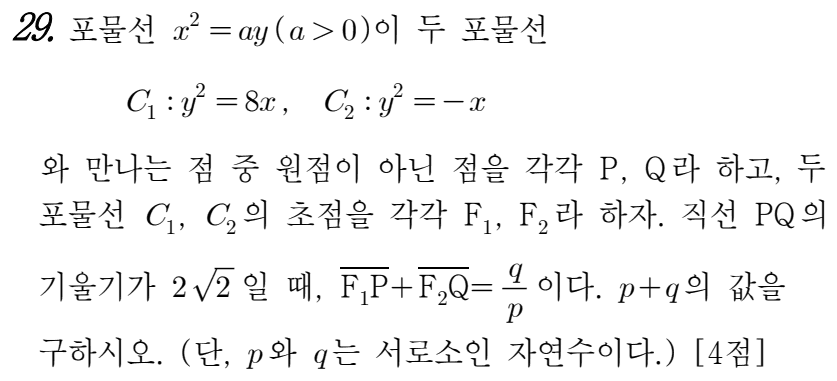 29. 포물선 x² = ay (a > 0)이 두 포물선
C₁ : y² = 8x, C₂ : y² = −x
와 만나는 점 중 원점이 아닌 점을 각각 P, Q라 하고, 두
포물선 C₁, C₂의 초점을 각각 F₁, F₂라 하자. 직선 PQ의
기울기가 2√2 일 때, F̅₁̅P̅ + F̅₂̅Q̅ = q/p 이다. p+q의 값을
구하시오. (단, p와 q는 서로소인 자연수이다.) [4점]